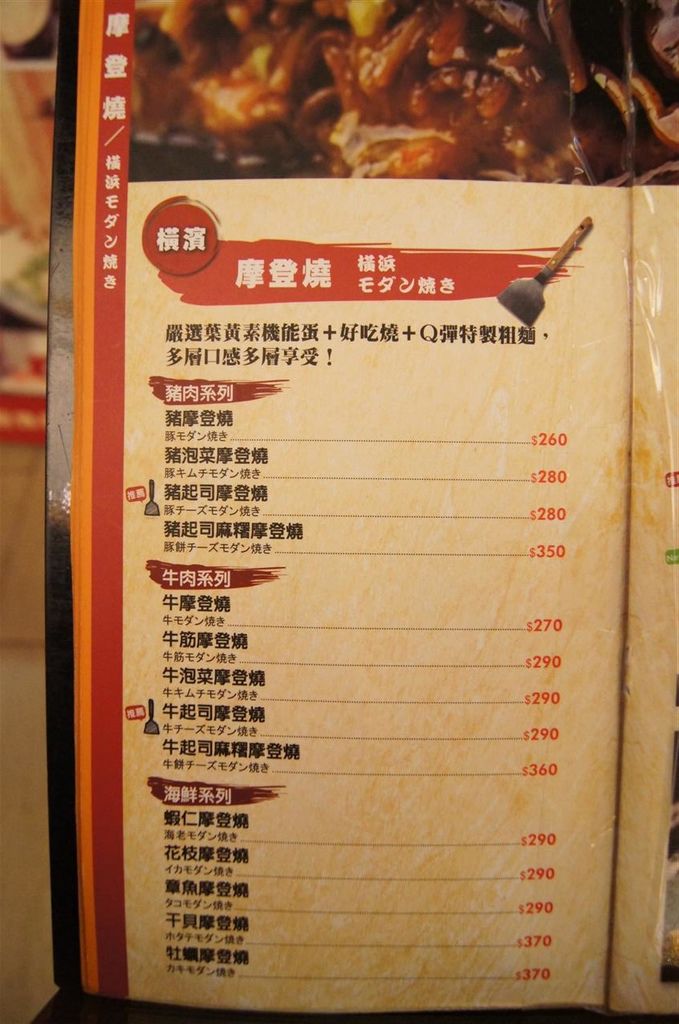 摩登燒／橫浜モダン焼き
橫濱
摩登燒
橫浜
モダン焼き
嚴選葉黃素機能蛋＋好吃燒＋Q彈特製粗麵，
多層口感多層享受！
豬肉系列
豬摩登燒
豚モダン焼き $260
豬泡菜摩登燒
豚キムチモダン焼き $280
推薦
豬起司摩登燒
豚チーズモダン焼き $280
豬起司麻糬摩登燒
豚餅チーズモダン焼き $350
牛肉系列
牛摩登燒
牛モダン焼き $270
牛筋摩登燒
牛筋モダン焼き $290
牛泡菜摩登燒
牛キムチモダン焼き $290
推薦
牛起司摩登燒
牛チーズモダン焼き $290
牛起司麻糬摩登燒
牛餅チーズモダン焼き $360
海鮮系列
蝦仁摩登燒
海老モダン焼き $290
花枝摩登燒
イカモダン焼き $290
章魚摩登燒
タコモダン焼き $290
干貝摩登燒
ホタテモダン焼き $370
牡蠣摩登燒
カキモダン焼き $370